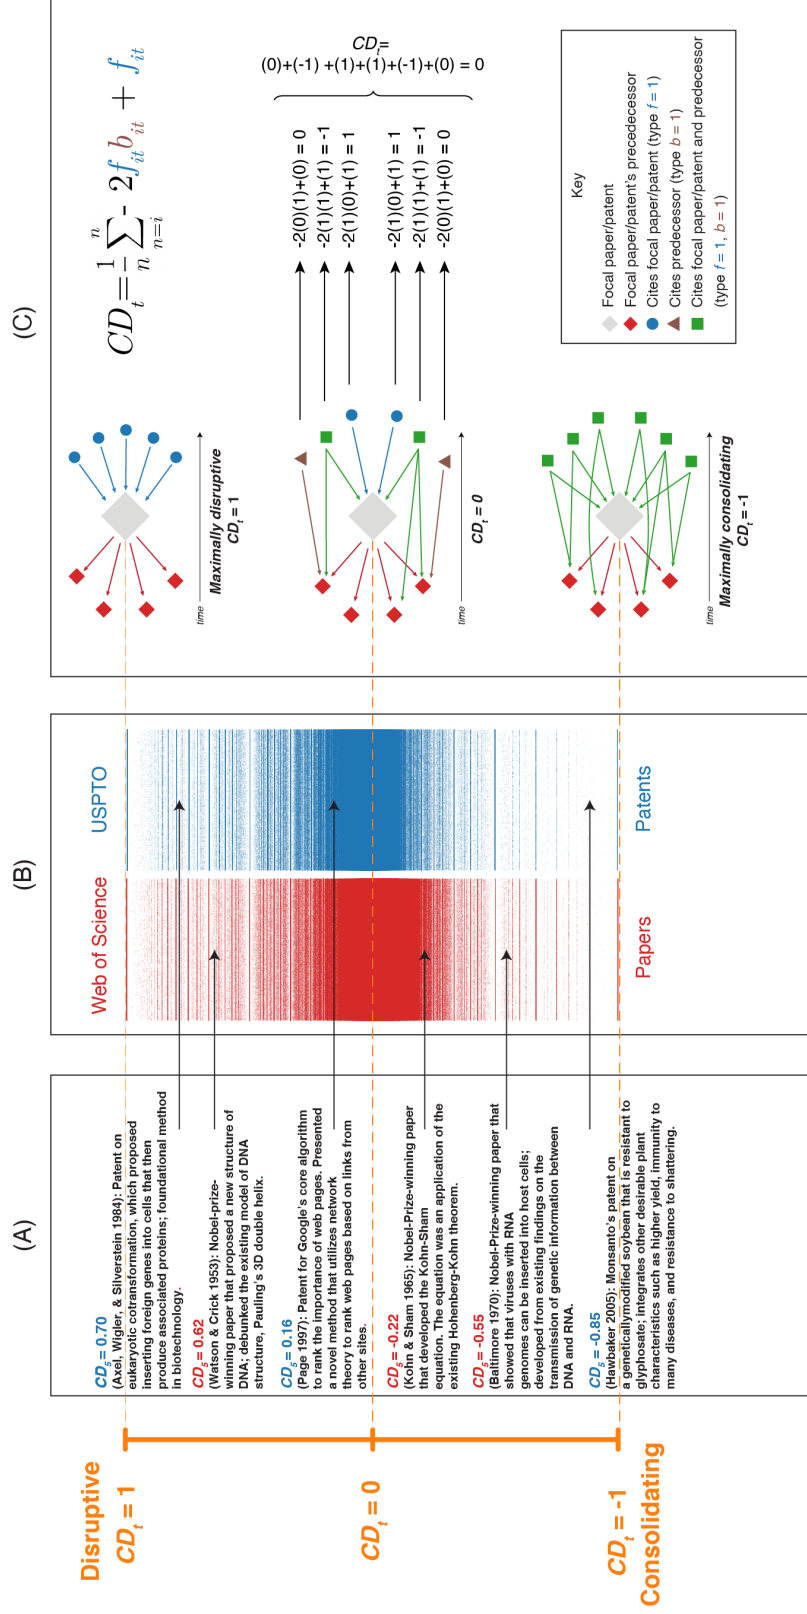 Disruptive
CDt = 1
CDt = 0
CDt = -1
Consolidating
(A)
CD5= 0.70
(Axel, Wigler, & Silverstein 1984): Patent on
eukaryotic cotransformation, which proposed
inserting foreign genes into cells that then
produce associated proteins; foundational method
in biotechnology.
CD5= 0.62
(Watson & Crick 1953): Nobel-prize-
winning paper that proposed a new structure of
DNA; debunked the existing model of DNA
structure, Pauling's 3D double helix.
CD5= 0.16
(Page 1997): Patent for Google's core algorithm
to rank the importance of web pages. Presented
a novel method that utilizes network
theory to rank web pages based on links from
other sites.
CD5= -0.22
(Kohn & Sham 1965): Nobel-Prize-winning paper
that developed the Kohn-Sham
equation. The equation was an application of the
existing Hohenberg-Kohn theorem.
CD5= -0.55
(Baltimore 1970): Nobel-Prize-winning paper that
showed that viruses with RNA
genomes can be inserted into host cells;
developed from existing findings on the
transmission of genetic information between
DNA and RNA.
CD5= -0.85
(Hawbaker 2005): Monsanto's patent on
a geneticallymodified soybean that is resistant to
glyphosate; integrates other desirable plant
characteristics such as higher yield, immunity to
many diseases, and resistance to shattering.
(B)
Web of Science
USPTO
Papers
Patents
(C)
time
Maximally disruptive
CDt = 1
CDt = 1/n n∑n=i - 2fitbit + fit
-2(0)(1)+(0) = 0
-2(1)(1)+(1) = -1
-2(1)(0)+(1) = 1
-2(1)(0)+(1) = 1
-2(1)(1)+(1) = -1
-2(0)(1)+(0) = 0
CDt=
(0)+(-1) +(1)+(1)+(-1)+(0) = 0
time
CDt = 0
time
Maximally consolidating
CDt = -1
Key
Focal paper/patent
Focal paper/patent's precedecessor
Cites focal paper/patent (type f = 1)
Cites predecessor (type b = 1)
Cites focal paper/patent and predecessor
(type f = 1, b = 1)